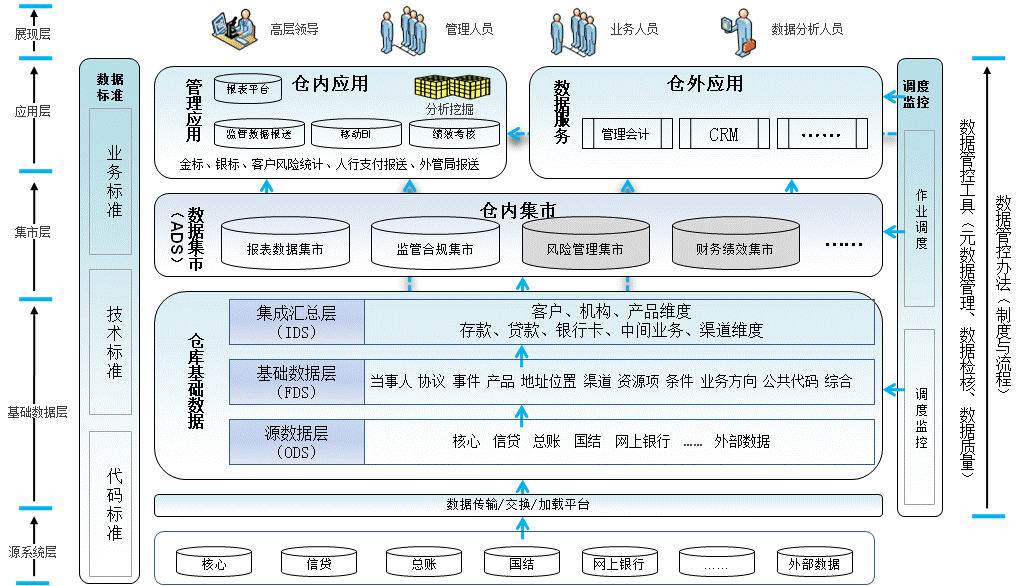 展现层
高层领导
管理人员
业务人员
数据分析人员
应用层
集市层
基础数据层
源系统层
数据
标准
业务标准
技术标准
代码标准
管理应用
仓内应用
报表平台
分析挖掘
监管数据报送
移动BI
绩效考核
金标、银标、客户风险统计、人行支付报送、外管局报送
数据服务
仓外应用
管理会计
CRM
......
数据集市
（ADS）
仓内集市
报表数据集市
监管合规集市
风险管理集市
财务绩效集市
......
仓库基础数据
集成汇总层
（IDS）
客户、机构、产品维度
存款、贷款、银行卡、中间业务、渠道维度
基础数据层
（FDS）
当事人 协议 事件 产品 地址位置 渠道 资源项 条件 业务方向 公共代码 综合
源数据层
（ODS）
核心 信贷 总账 国结 网上银行 …… 外部数据
数据传输/交换/加载平台
核心
信贷
总账
国结
网上银行
……
外部数据
调度
监控
作业调度
调度监控
数据管控工具（元数据管理、数据检核、数据质量）
数据管控办法（制度与流程）